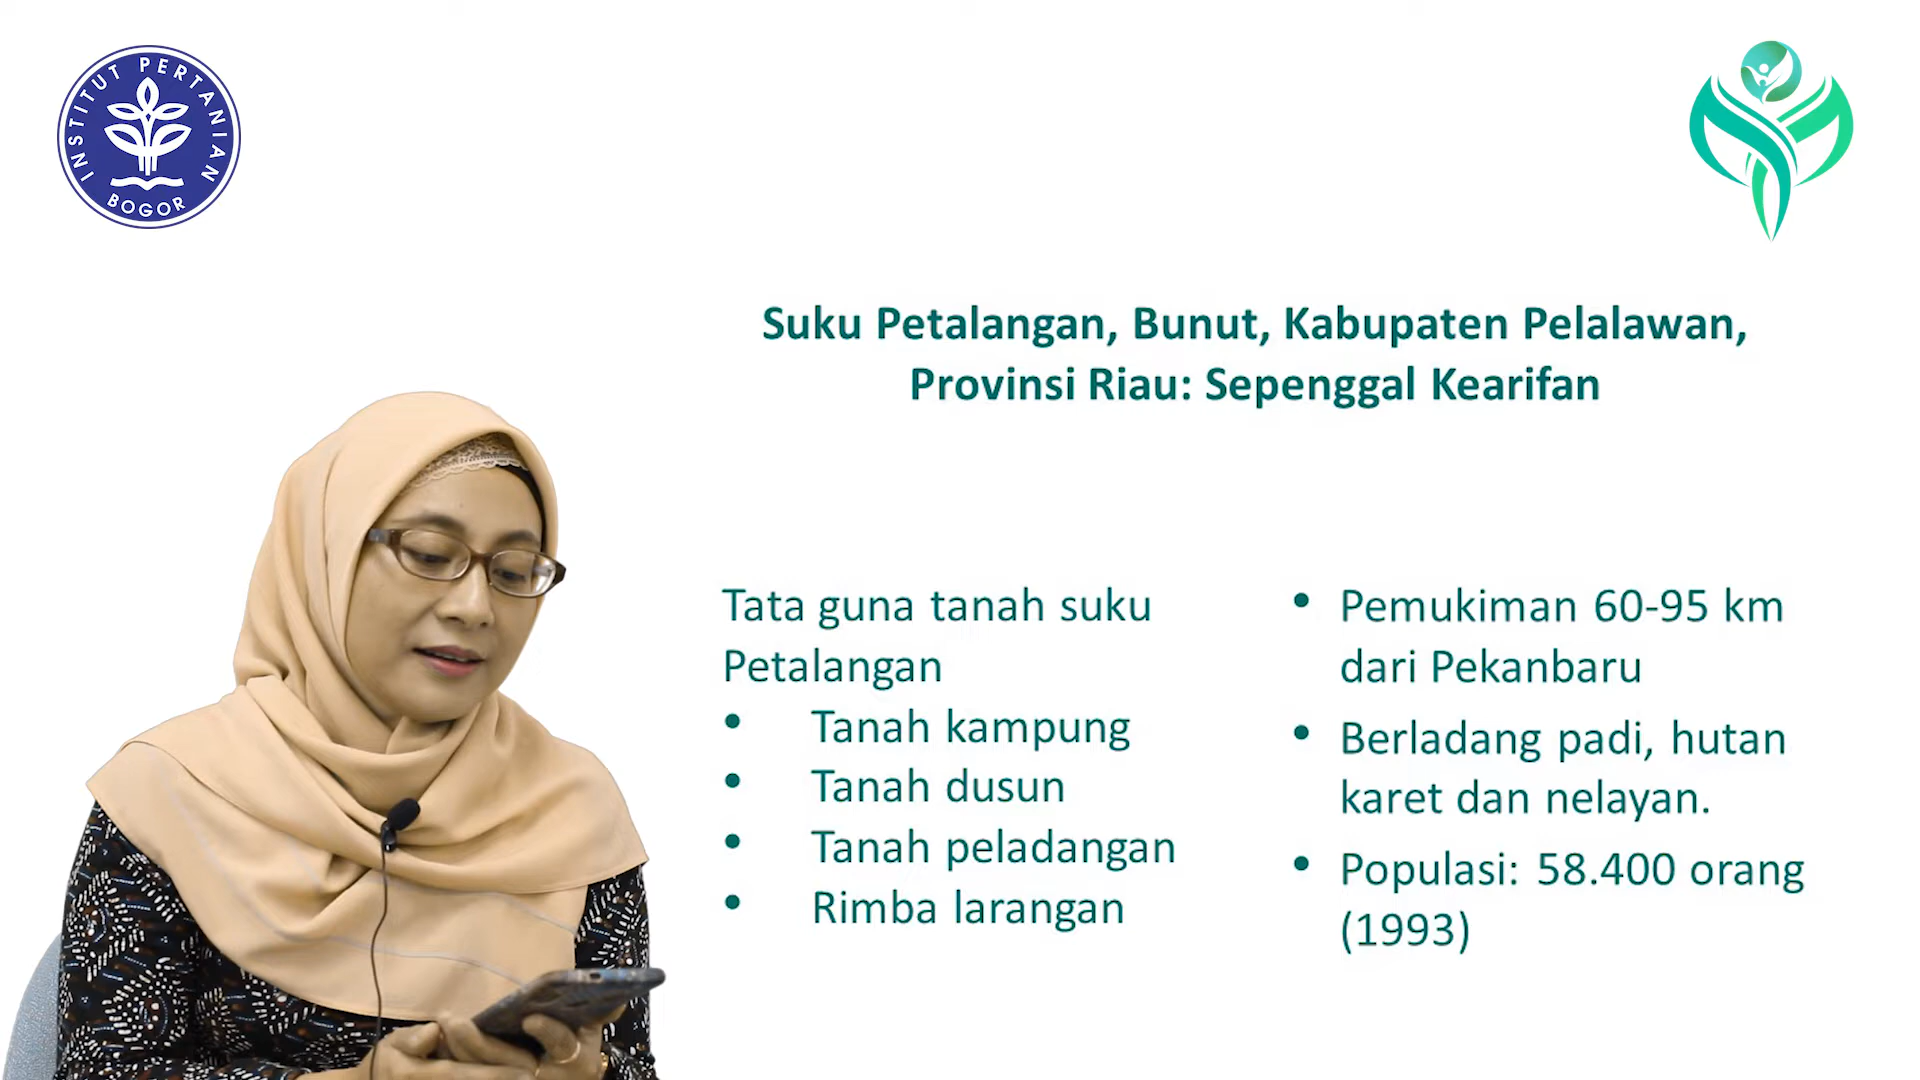 INSTITUT PERTANIAN
BOGOR
Suku Petalangan, Bunut, Kabupaten Pelalawan,
Provinsi Riau: Sepenggal Kearifan
Tata guna tanah suku
Petalangan
• Tanah kampung
• Tanah dusun
• Tanah peladangan
• Rimba larangan
• Pemukiman 60-95 km
dari Pekanbaru
• Berladang padi, hutan
karet dan nelayan.
• Populasi: 58.400 orang
(1993)